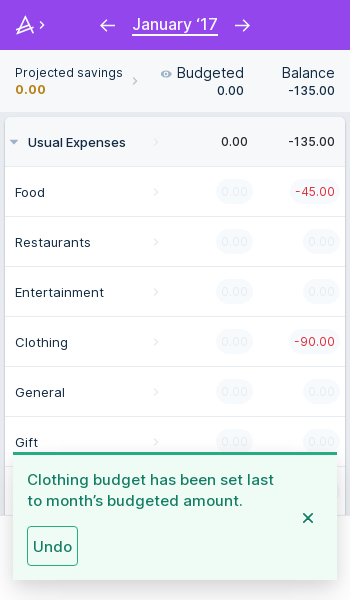 January ‘17
Projected savings
0.00
Budgeted
0.00
Balance
-135.00
Usual Expenses 0.00 -135.00
Food 0.00 -45.00
Restaurants 0.00 0.00
Entertainment 0.00 0.00
Clothing 0.00 -90.00
General 0.00 0.00
Gift 0.00 0.00
Clothing budget has been set last
to month’s budgeted amount.
Undo